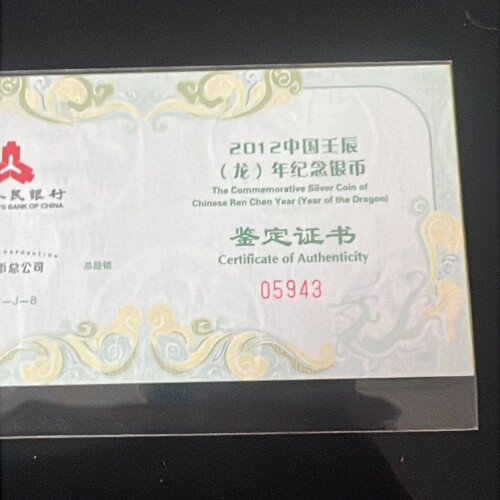 2012中国壬辰
（龙）年纪念银币
The Commemorative Silver Coin of
Chinese Ren Chen Year (Year of the Dragon)
鉴定证书
Certificate of Authenticity
05943
人民银行
'S BANK OF CHINA
币总公司
总经销
-J-8